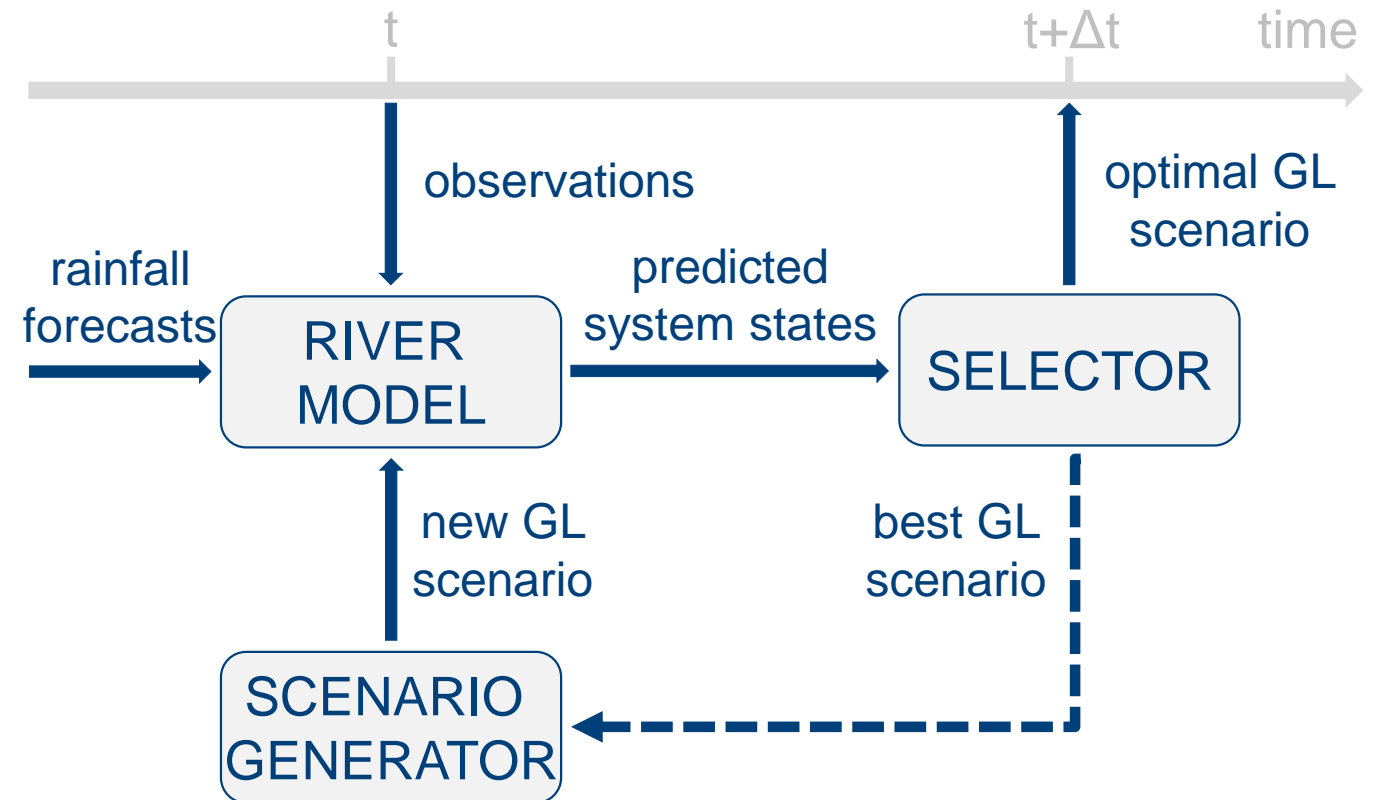 t
t+Δt
time
observations
optimal GL
scenario
rainfall
forecasts
predicted
system states
RIVER
MODEL
SELECTOR
new GL
scenario
best GL
scenario
SCENARIO
GENERATOR